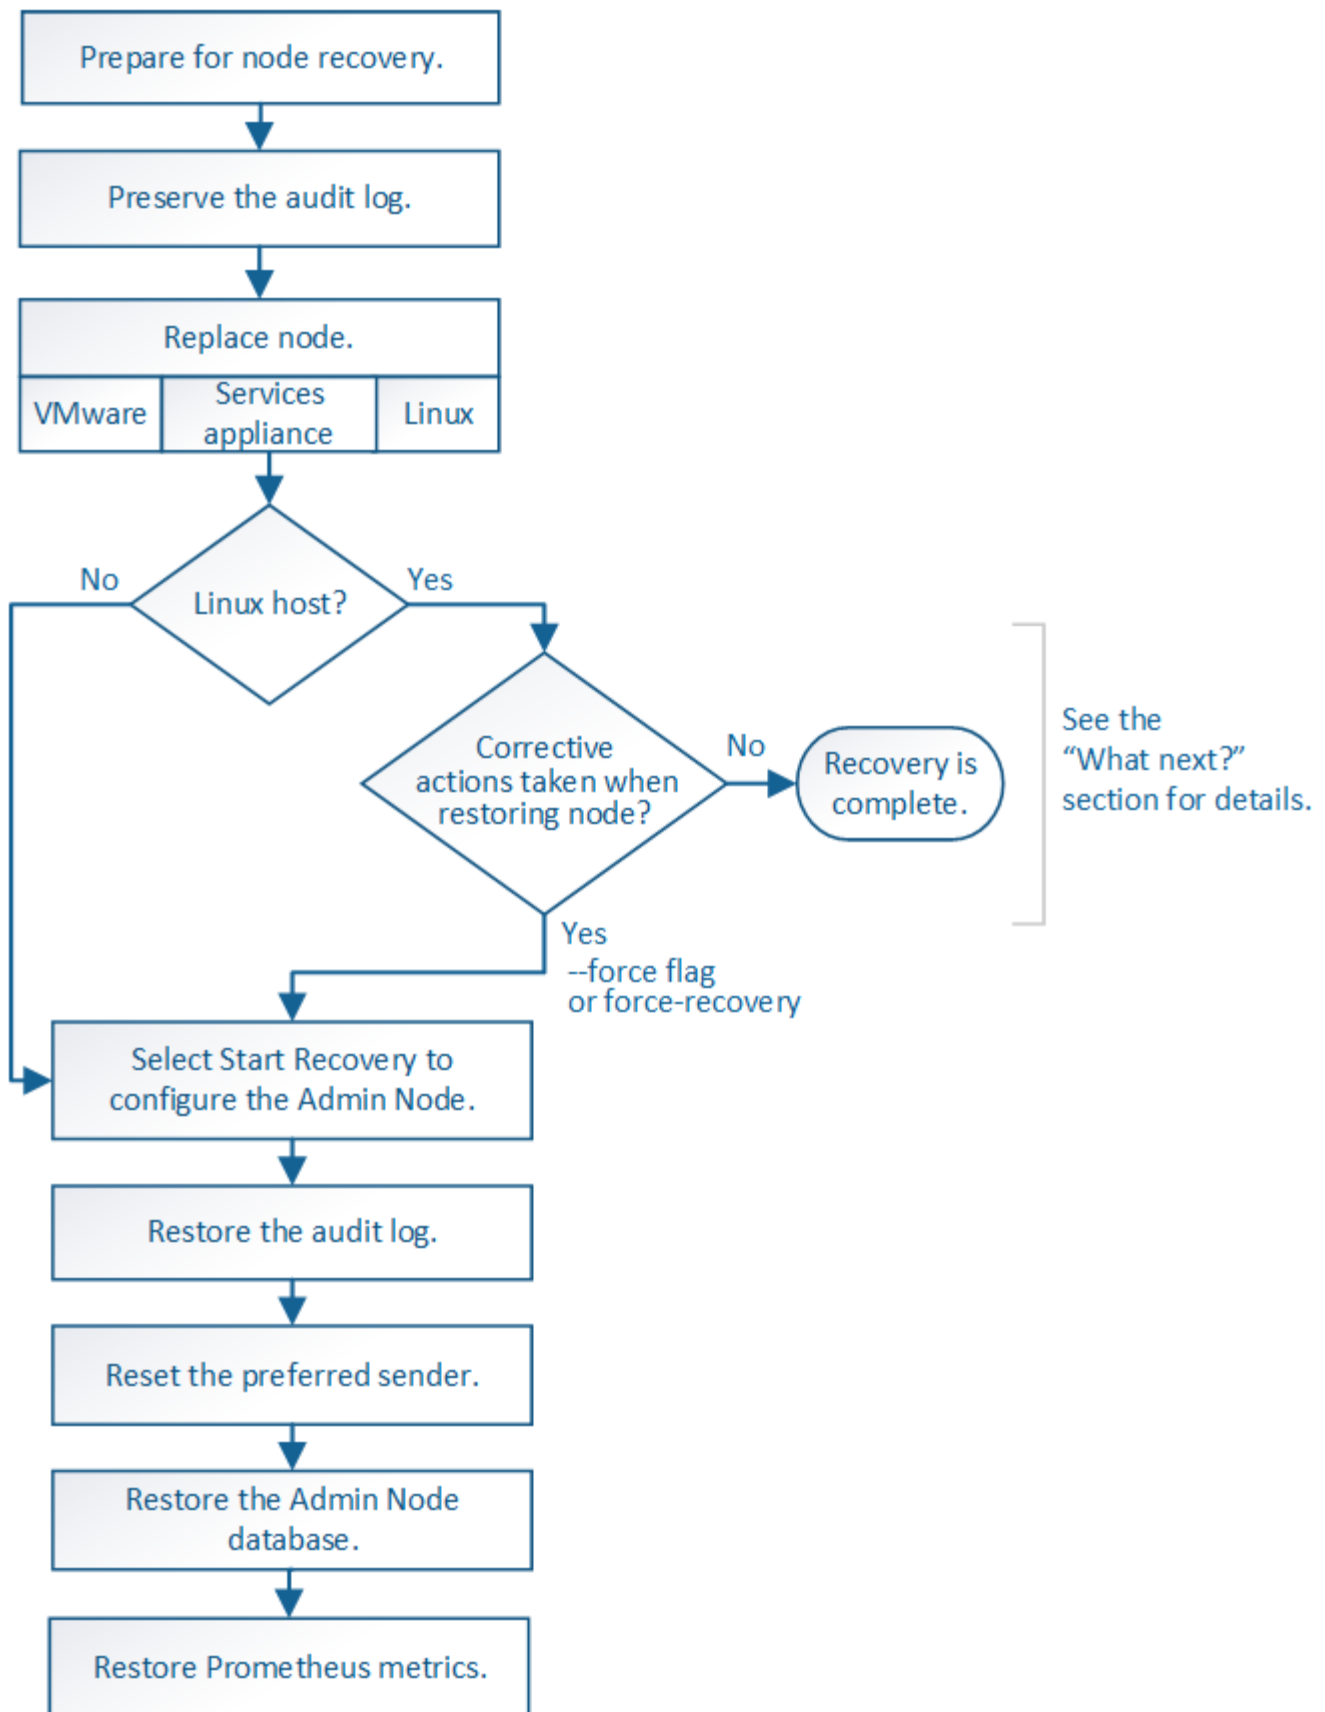 Prepare for node recovery.
Preserve the audit log.
Replace node.
VMware
Services
appliance
Linux
No
Yes
Linux host?
Corrective
actions taken when
restoring node?
No
Recovery is
complete.
See the
“What next?”
section for details.
Yes
--force flag
or force-recovery
Select Start Recovery to
configure the Admin Node.
Restore the audit log.
Reset the preferred sender.
Restore the Admin Node
database.
Restore Prometheus metrics.